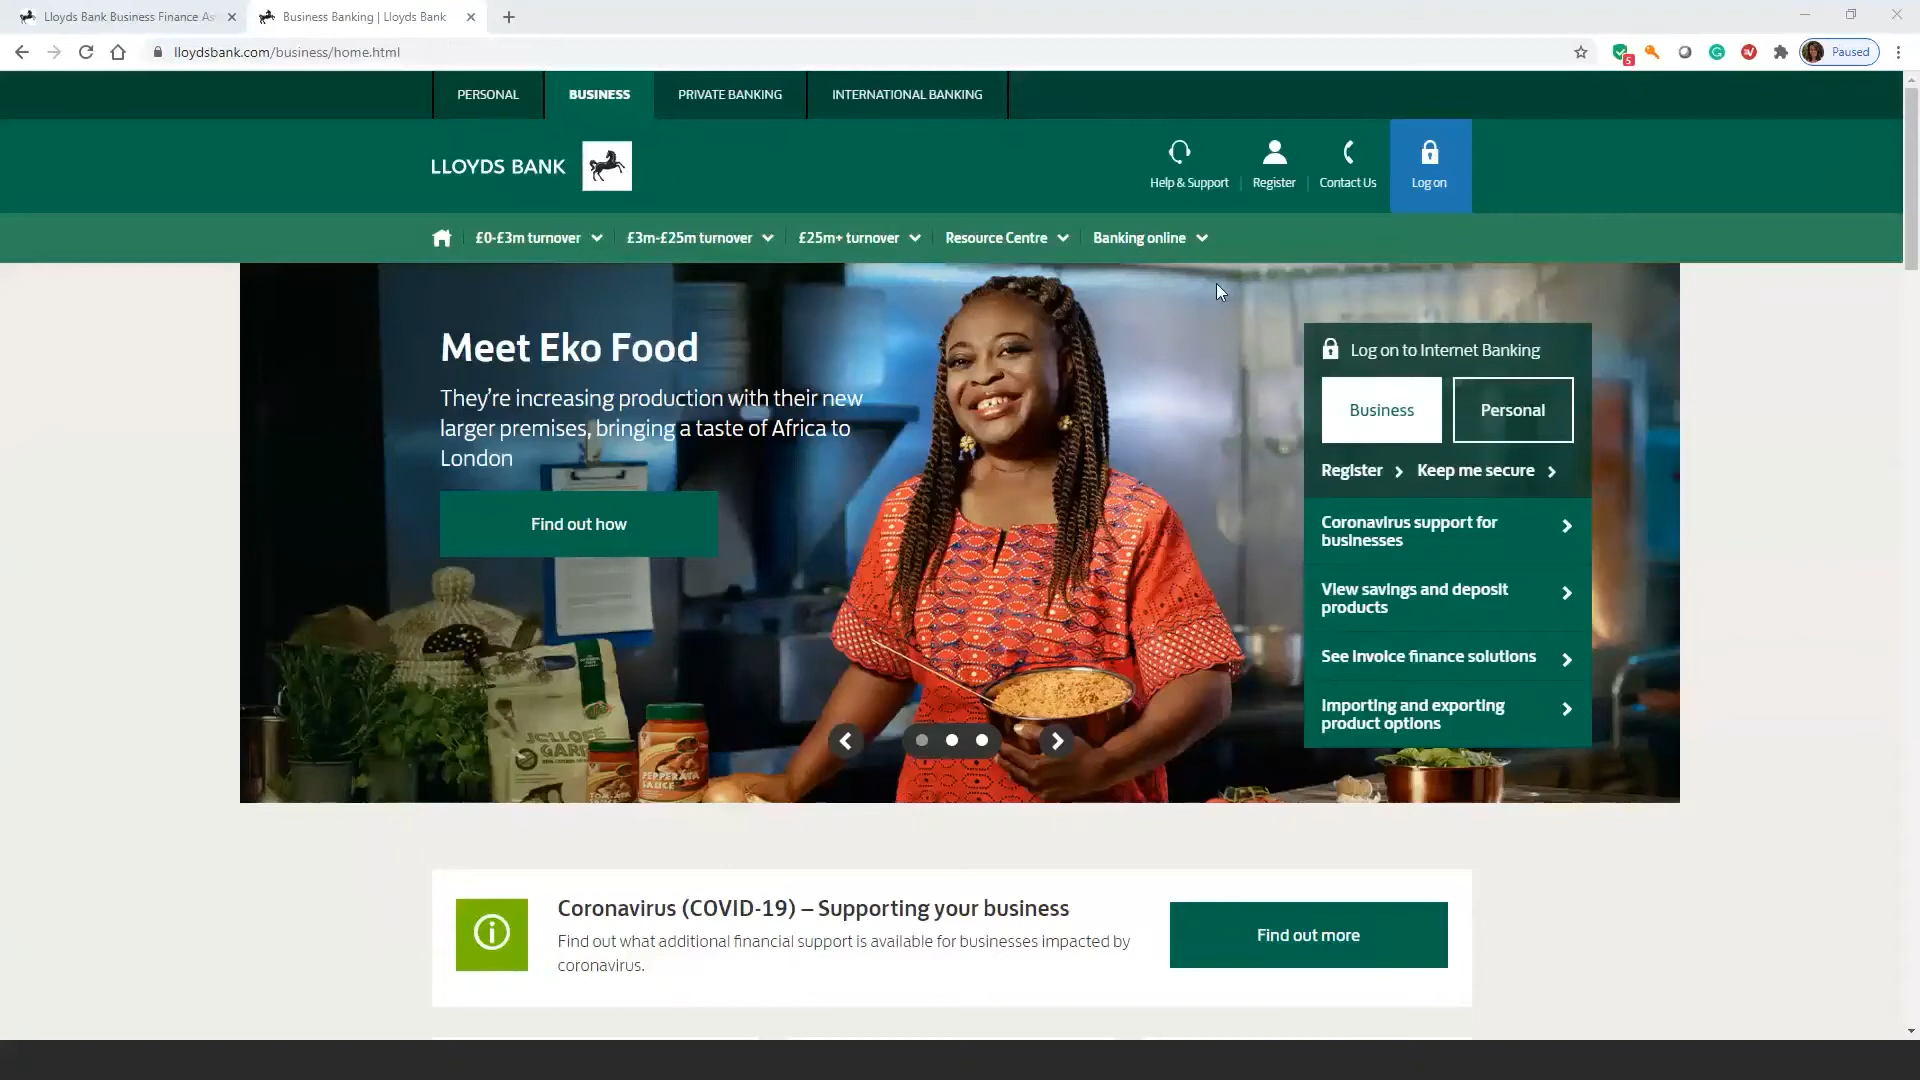 Lloyds Bank Business Finance As
Business Banking | Lloyds Bank
lloydsbank.com/business/home.html
5
Paused
PERSONAL
BUSINESS
PRIVATE BANKING
INTERNATIONAL BANKING
LLOYDS BANK
Help & Support
Register
Contact Us
Log on
£0-£3m turnover
£3m-£25m turnover
£25m+ turnover
Resource Centre
Banking online
Meet Eko Food
They're increasing production with their new
larger premises, bringing a taste of Africa to
London
Find out how
Log on to Internet Banking
Business
Personal
Register
Keep me secure
Coronavirus support for
businesses
View savings and deposit
products
See invoice finance solutions
Importing and exporting
product options
JOLLOF
PEPPERATA
SAUCE
Coronavirus (COVID-19) – Supporting your business
Find out what additional financial support is available for businesses impacted by
coronavirus.
Find out more